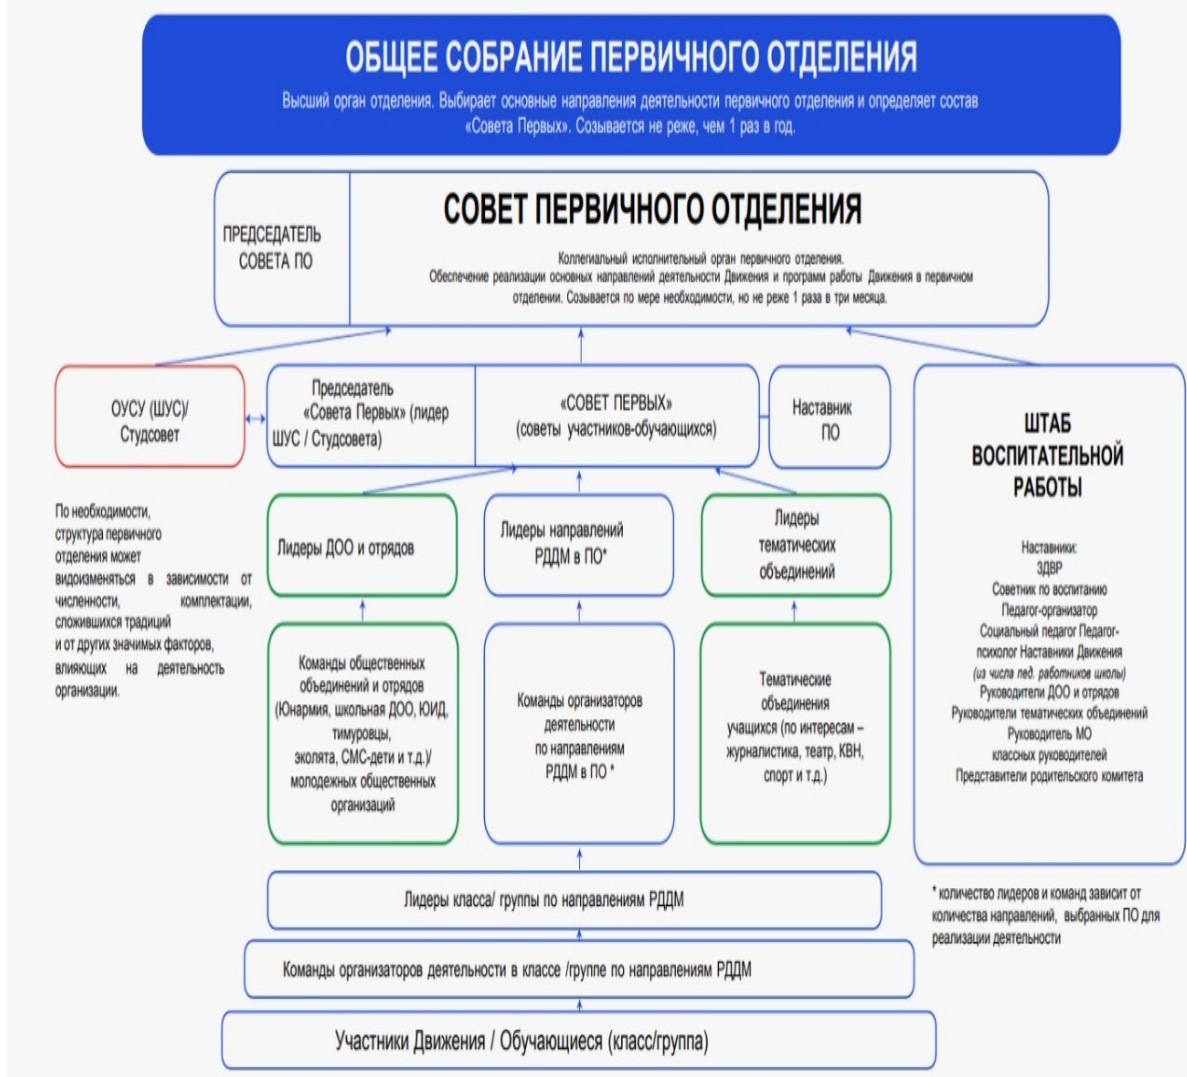 ОБЩЕЕ СОБРАНИЕ ПЕРВИЧНОГО ОТДЕЛЕНИЯ
Высший орган отделения. Выбирает основные направления деятельности первичного отделения и определяет состав
«Совета Первых». Созывается не реже, чем 1 раз в год.
ПРЕДСЕДАТЕЛЬ
СОВЕТА ПО
СОВЕТ ПЕРВИЧНОГО ОТДЕЛЕНИЯ
Коллегиальный исполнительный орган первичного отделения.
Обеспечение реализации основных направлений деятельности Движения и программ работы Движения в первичном
отделении. Созывается по мере необходимости, но не реже 1 раза в три месяца.
ОУСУ (ШУС)/
Студсовет
Председатель
«Совета Первых» (лидер
ШУС / Студсовета)
«СОВЕТ ПЕРВЫХ»
(советы участников-обучающихся)
Наставник
ПО
ШТАБ
ВОСПИТАТЕЛЬНОЙ
РАБОТЫ
Наставники:
ЗДВР
Советник по воспитанию
Педагог-организатор
Социальный педагог Педагог-
психолог Наставники Движения
(из числа пед. работников школы)
Руководители ДОО и отрядов
Руководители тематических объединений
Руководитель МО
классных руководителей
Представители родительского комитета
По необходимости,
структура первичного
отделения может
видоизменяться в зависимости от
численности, комплектации,
сложившихся традиций
и от других значимых факторов,
влияющих на деятельность
организации.
Лидеры ДОО и отрядов
Лидеры направлений
РДДМ в ПО*
Лидеры
тематических
объединений
Команды общественных
объединений и отрядов
(Юнармия, школьная ДОО, ЮИД,
тимуровцы,
эколята, СМС-дети и т.д.)/
молодежных общественных
организаций
Команды организаторов
деятельности
по направлениям
РДДМ в ПО *
Тематические
объединения
учащихся (по интересам –
журналистика, театр, КВН,
спорт и т.д.)
Лидеры класса/ группы по направлениям РДДМ
* количество лидеров и команд зависит от
количества направлений, выбранных ПО для
реализации деятельности
Команды организаторов деятельности в классе /группе по направлениям РДДМ
Участники Движения / Обучающиеся (класс/группа)